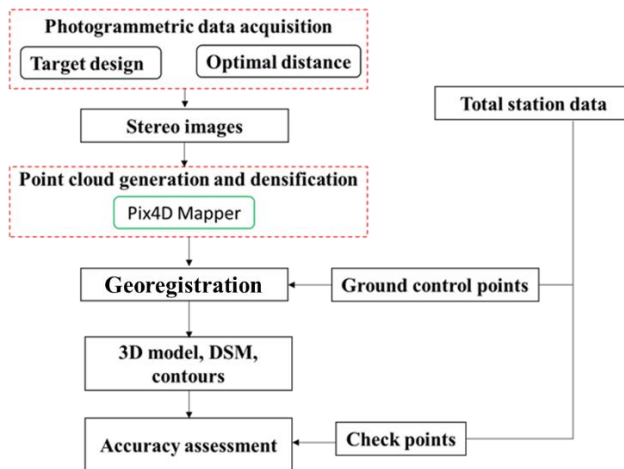 Photogrammetric data acquisition
Target design
Optimal distance
Total station data
Stereo images
Point cloud generation and densification
Pix4D Mapper
Georegistration
Ground control points
3D model, DSM,
contours
Accuracy assessment
Check points